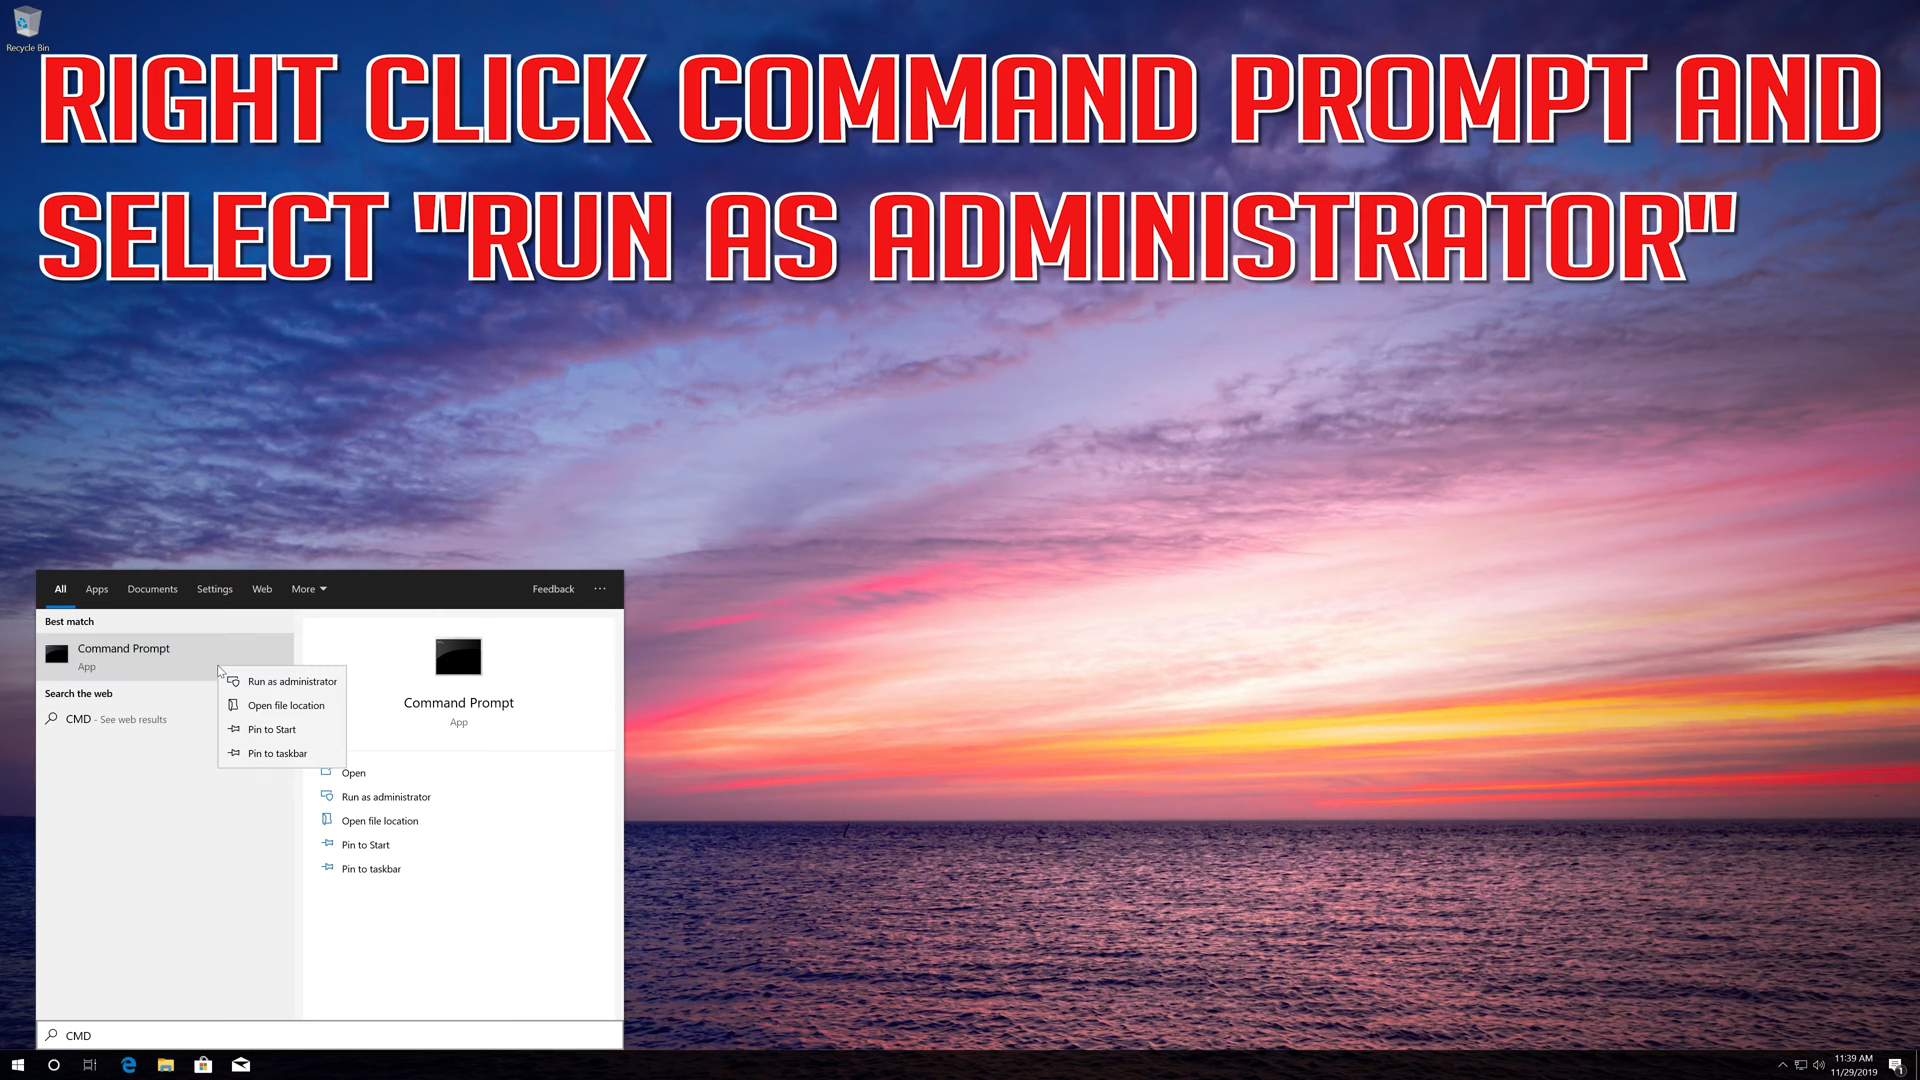 Recycle Bin
RIGHT CLICK COMMAND PROMPT AND
SELECT "RUN AS ADMINISTRATOR"
All Apps Documents Settings Web More Feedback ...
Best match
Command Prompt
App
Search the web
CMD - See web results
Run as administrator
Open file location
Pin to Start
Pin to taskbar
Command Prompt
App
Open
Run as administrator
Open file location
Pin to Start
Pin to taskbar
CMD
11:39 AM
11/29/2019
1